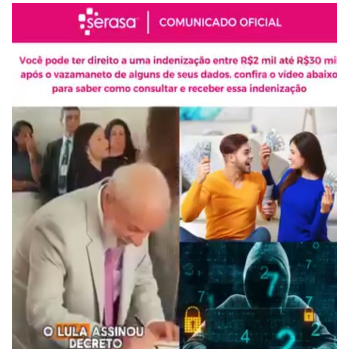 serasa
COMUNICADO OFICIAL
Você pode ter direito a uma indenização entre R$2 mil até R$30 mi
após o vazamaneto de alguns de seus dados, confira o vídeo abaixo
para saber como consultar e receber essa indenização
O LULA ASSINOU
DECRETO